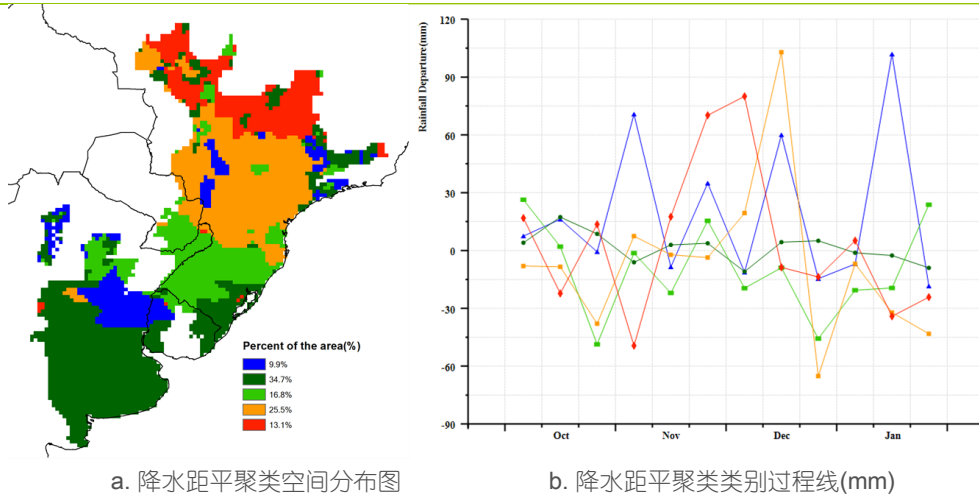 Percent of the area(%)
9.9%
34.7%
16.8%
25.5%
13.1%
a. 降水距平聚类空间分布图
Rainfall Departure(mm)
120
90
60
30
0
-30
-60
-90
Oct Nov Dec Jan
b. 降水距平聚类类别过程线(mm)